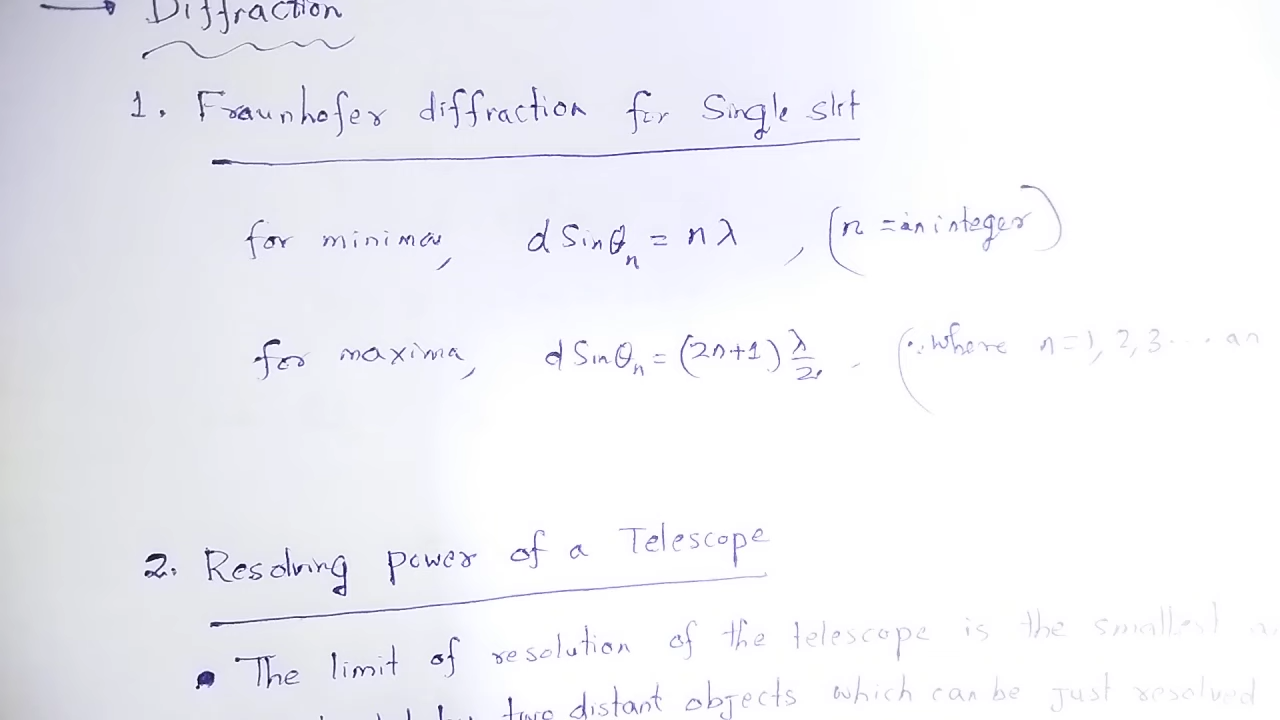 → Diffraction
1. Fraunhofer diffraction for Single slit
for minima, d Sinθₙ = nλ , (n = an integer)
for maxima, d Sinθₙ = (2n+1) λ/2 . (∴ where n=1, 2, 3 ... an
2. Resolving power of a Telescope
• The limit of resolution of the telescope is the smallest
by two distant objects which can be just resolved